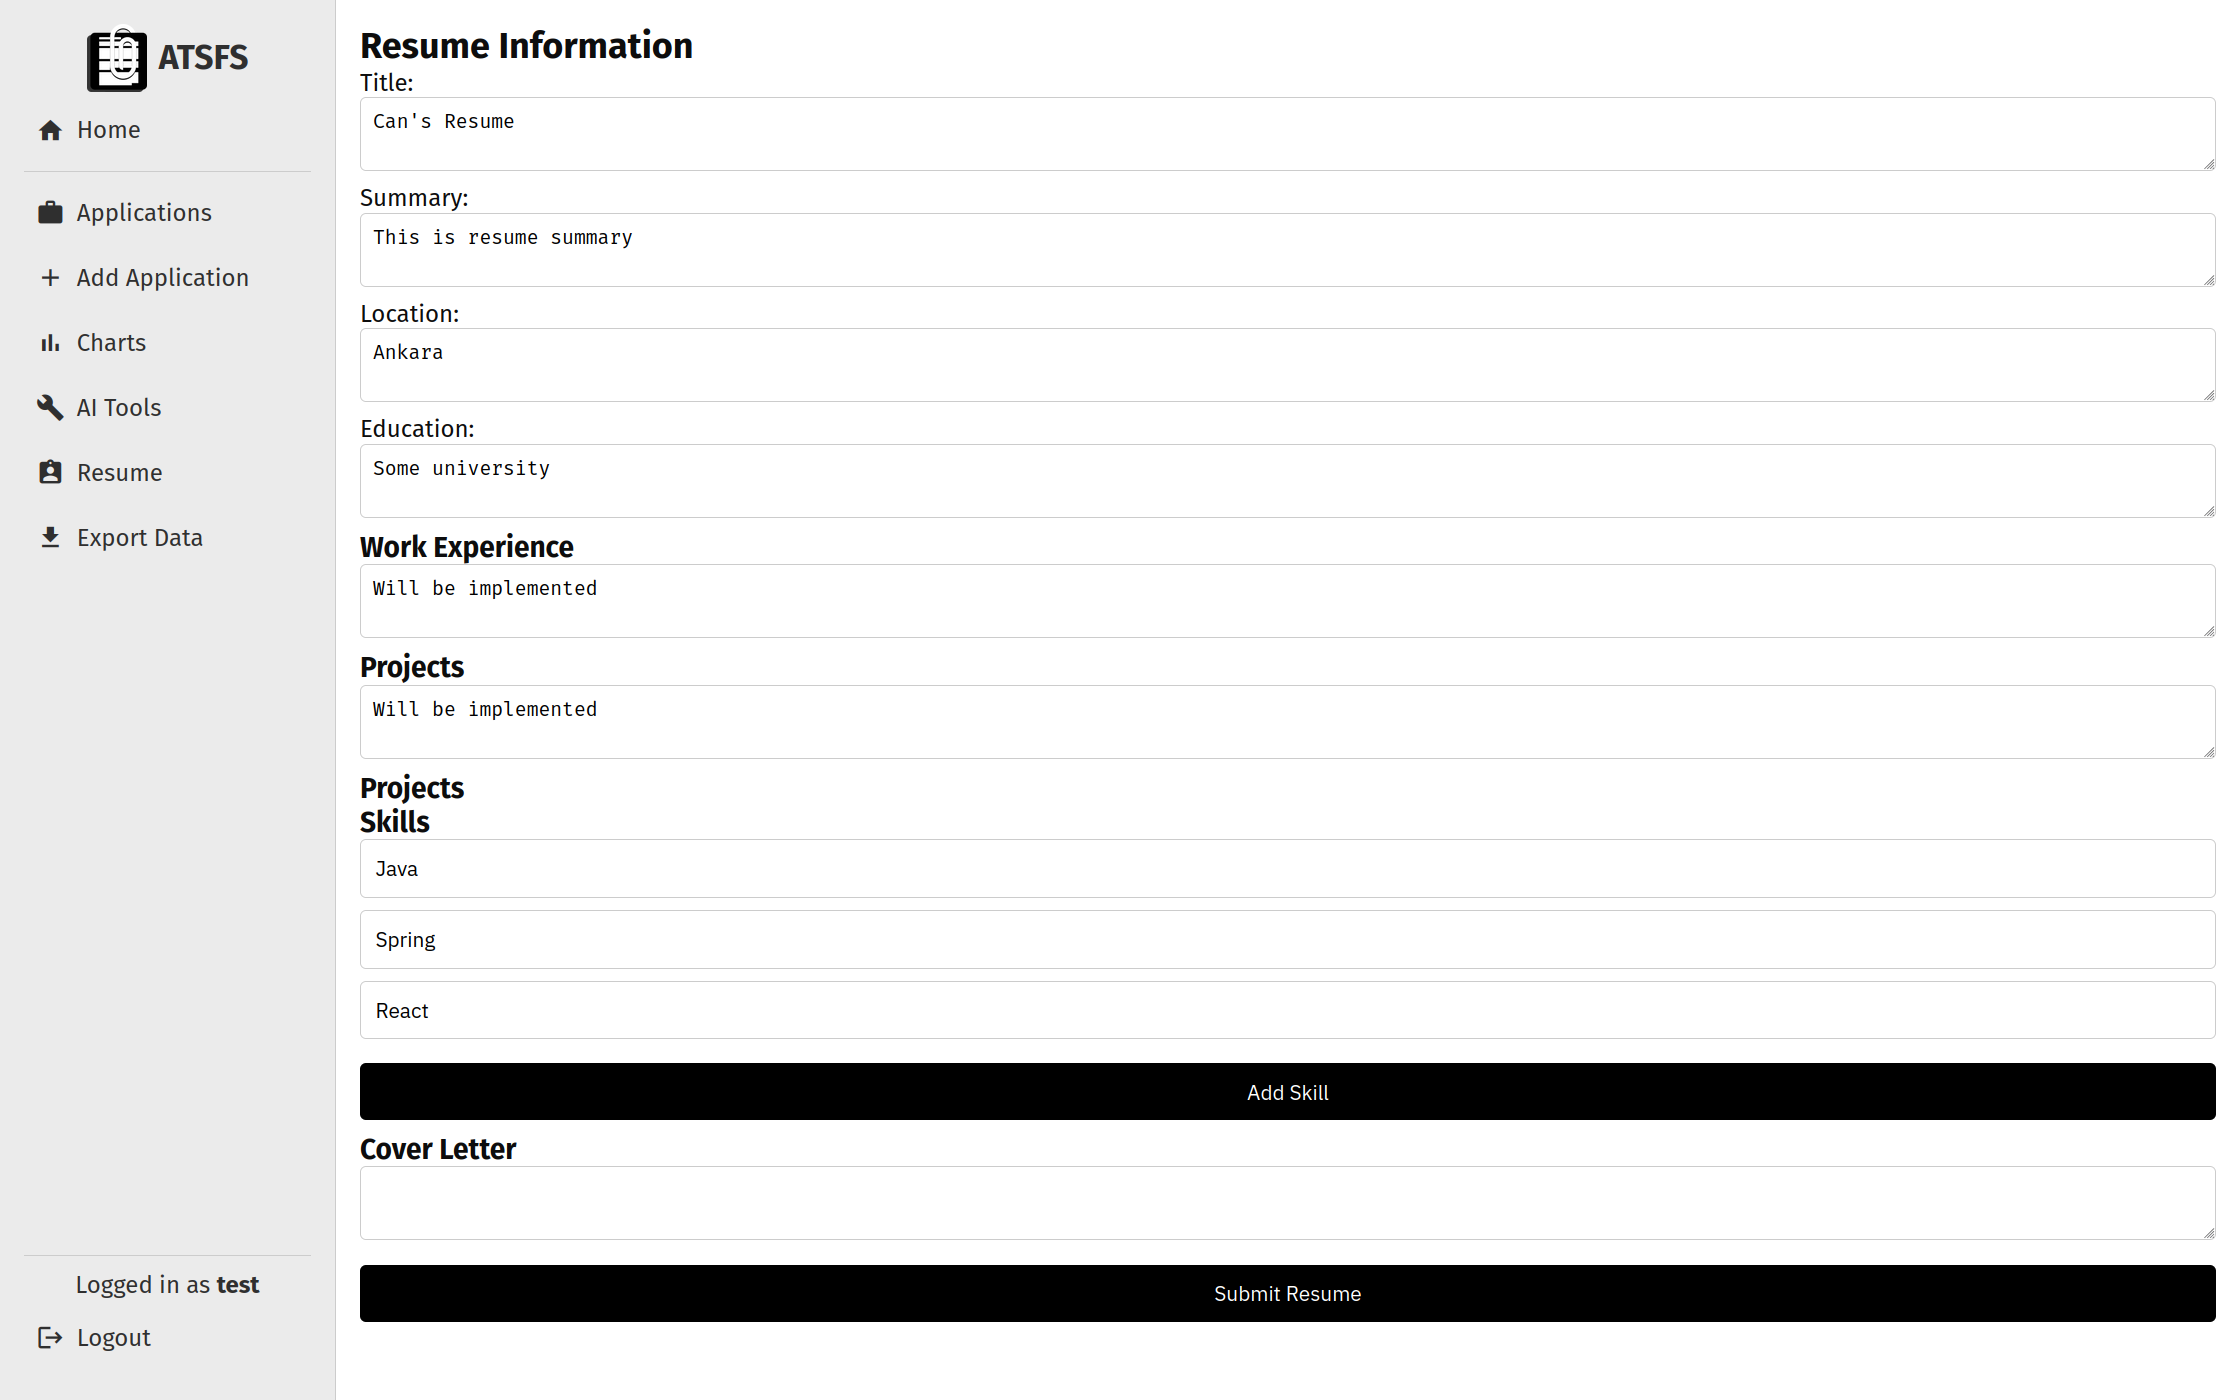 ATSFS
Home
Applications
Add Application
Charts
AI Tools
Resume
Export Data
Logged in as test
Logout
Resume Information
Title:
Can's Resume
Summary:
This is resume summary
Location:
Ankara
Education:
Some university
Work Experience
Will be implemented
Projects
Will be implemented
Projects
Skills
Java
Spring
React
Add Skill
Cover Letter
Submit Resume